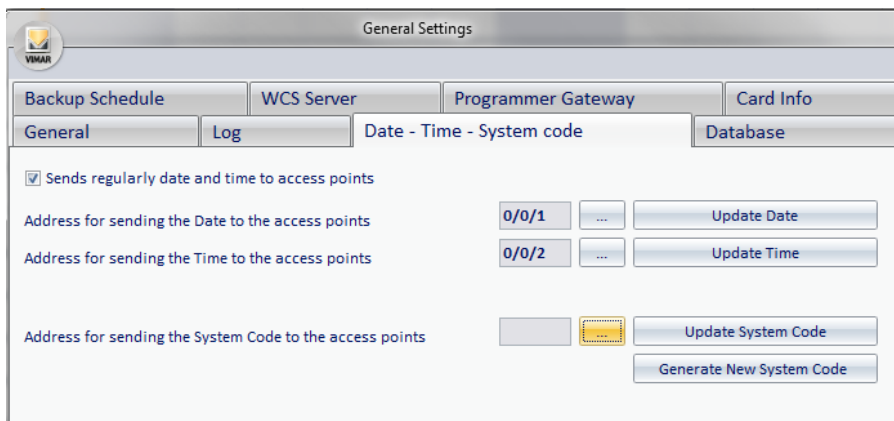 General Settings
VIMAR
Backup Schedule WCS Server Programmer Gateway Card Info
General Log Date - Time - System code Database
Sends regularly date and time to access points
Address for sending the Date to the access points 0/0/1 ... Update Date
Address for sending the Time to the access points 0/0/2 ... Update Time
Address for sending the System Code to the access points ... Update System Code
Generate New System Code